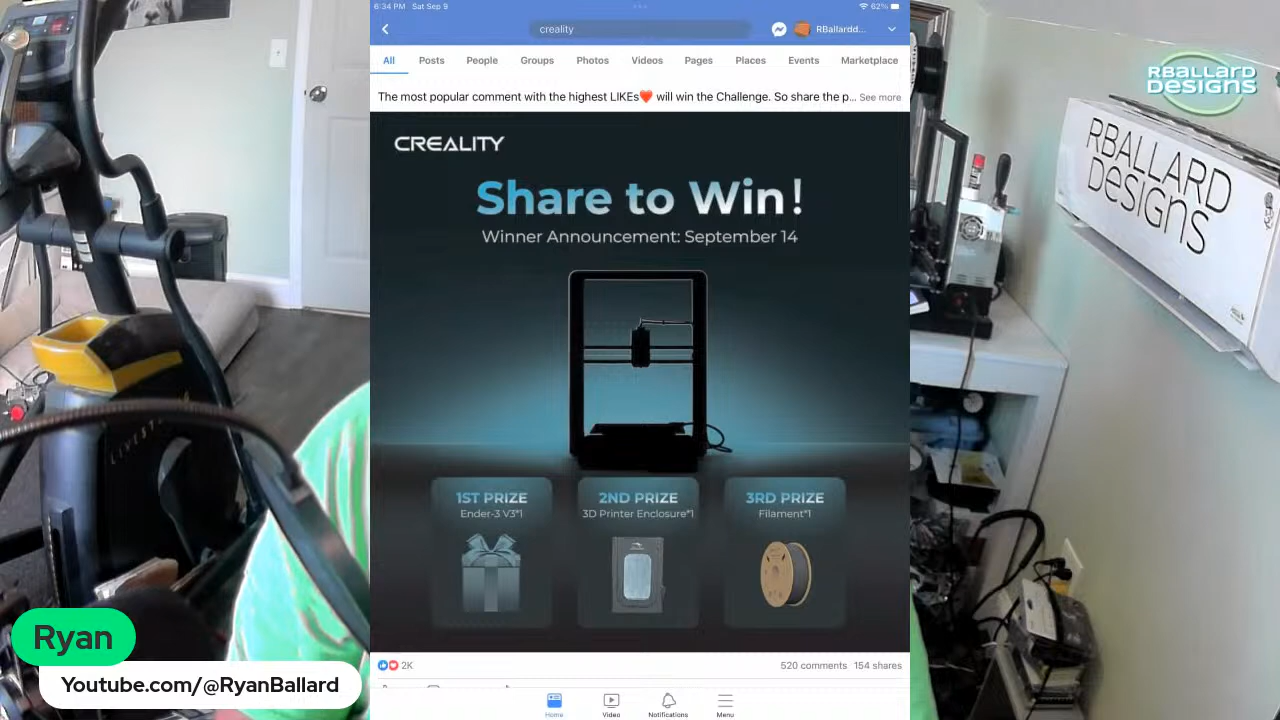 6:34 PM Sat Sep 9
62%
creality
RBallardd...
All Posts People Groups Photos Videos Pages Places Events Marketplace
The most popular comment with the highest LIKEs❤️ will win the Challenge. So share the p... See more
CREALITY
Share to Win!
Winner Announcement: September 14
1ST PRIZE
Ender-3 V3*1
2ND PRIZE
3D Printer Enclosure*1
3RD PRIZE
Filament*1
2K
520 comments 154 shares
Home Video Notifications Menu
RBALLARD
DESIGNS
RBALLARD
DESIGNS
Ryan
Youtube.com/@RyanBallard